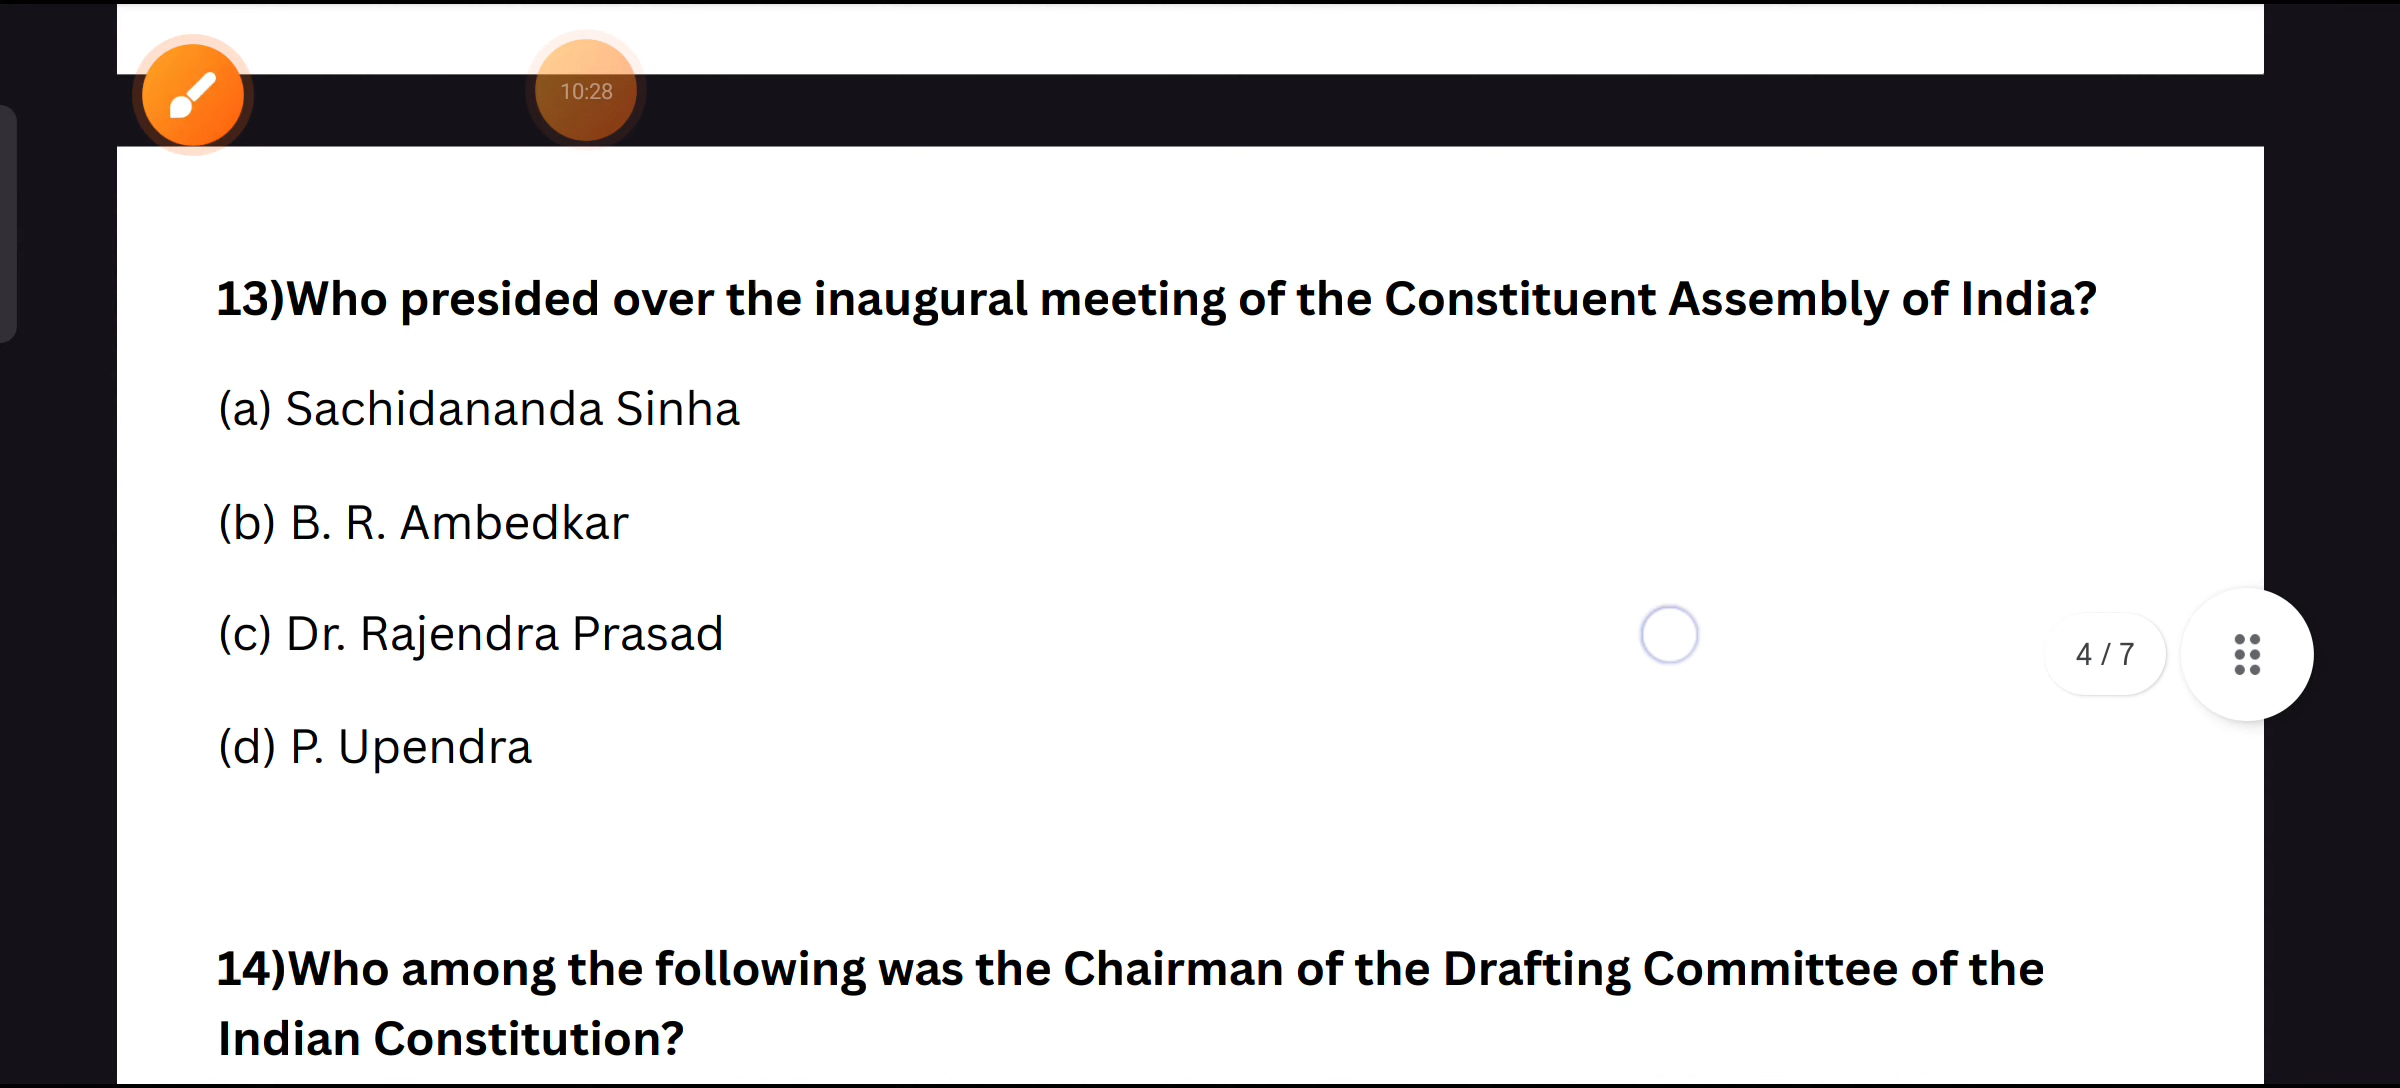 10:28
13)Who presided over the inaugural meeting of the Constituent Assembly of India?
(a) Sachidananda Sinha
(b) B. R. Ambedkar
(c) Dr. Rajendra Prasad
4 / 7
(d) P. Upendra
14)Who among the following was the Chairman of the Drafting Committee of the
Indian Constitution?